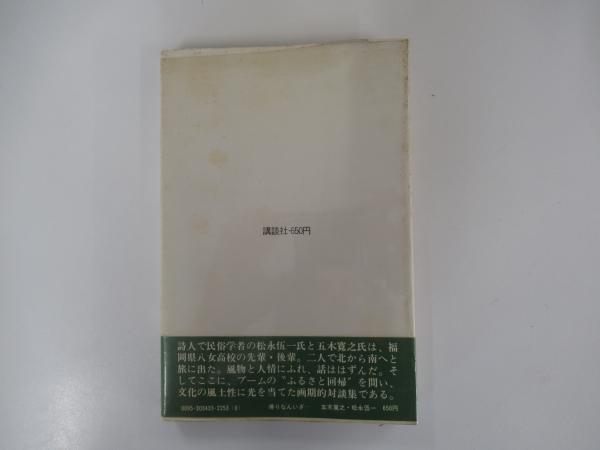 講談社・650円
詩人で民俗学者の松永伍一氏と五木寛之氏は、福
岡県八女高校の先輩・後輩。二人で北から南へと
旅に出た。風物と人情にふれ、話ははずんだ。そ
してここに、ブームの〝ふるさと回帰〟を問い、
文化の風土性に光を当てた画期的対談集である。
0095-303433-2253 (0) 帰りなんいざ… 五木寛之・松永伍一 650円